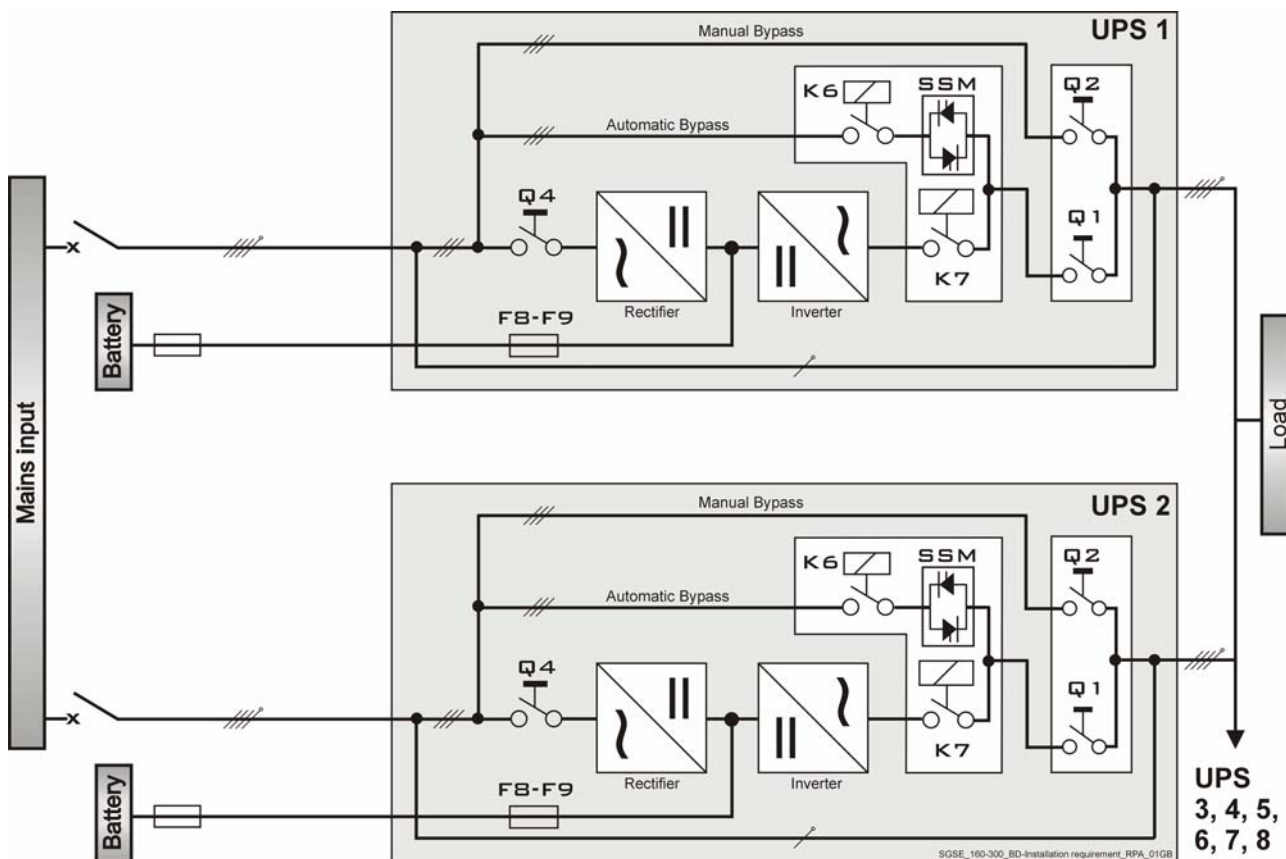 UPS 1
Manual Bypass
K6
SSM
Q2
Automatic Bypass
Q4
Q1
K7
Rectifier
Inverter
F8-F9
Battery
Mains input
Load
UPS 2
Manual Bypass
K6
SSM
Q2
Automatic Bypass
Q4
Q1
K7
Rectifier
Inverter
F8-F9
Battery
UPS
3, 4, 5,
6, 7, 8
SGSE_160-300_BD-Installation requirement_RPA_01GB